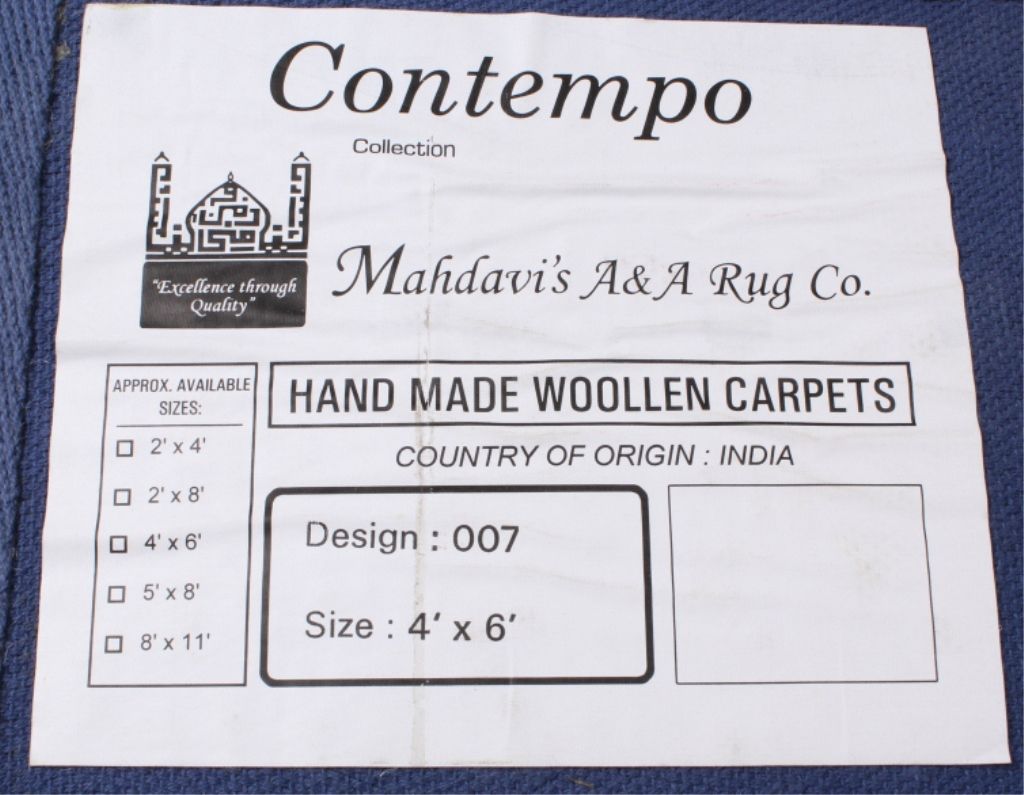 Contempo
Collection
"Excellence through
Quality"
Mahdavi's A&A Rug Co.
APPROX. AVAILABLE
SIZES:
2' x 4'
2' x 8'
4' x 6'
5' x 8'
8' x 11'
HAND MADE WOOLLEN CARPETS
COUNTRY OF ORIGIN : INDIA
Design : 007
Size : 4' x 6'